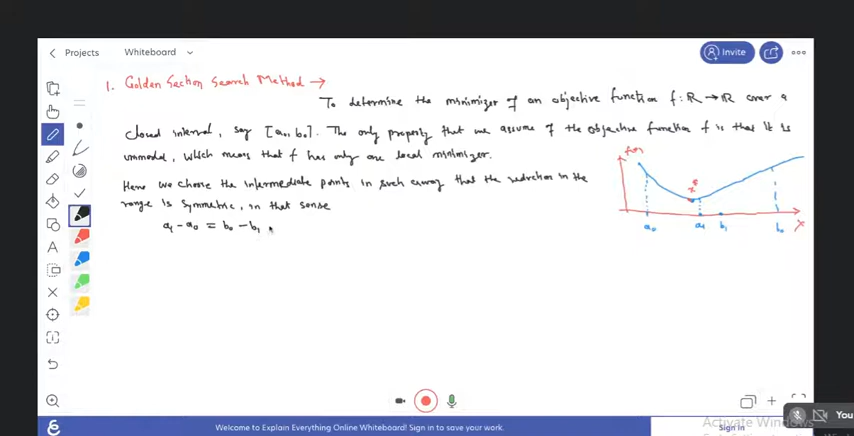 Projects
Whiteboard
Invite
1. Golden Section Search Method →
To determine the minimizer of an objective function f: ℝ → ℝ over a
closed interval, say [a₀, b₀]. The only property that we assume of the objective function f is that it is
unimodal, which means that f has only one local minimizer.
Here we choose the intermediate points in such a way that the reduction in the
range is symmetric, in that sense
a₁ - a₀ = b₀ - b₁
f(x)
x*
a₀ a₁ b₁ b₀ x
Welcome to Explain Everything Online Whiteboard! Sign in to save your work.
Sign in
Activate Windows
You